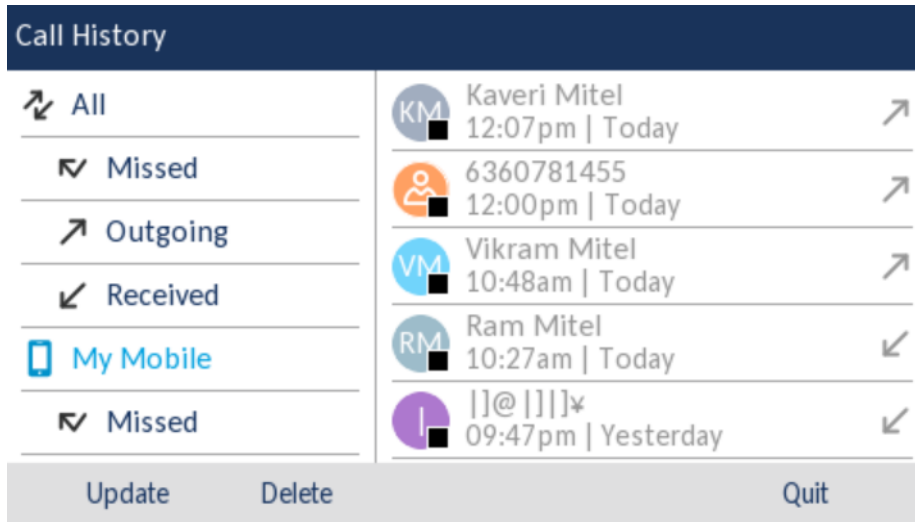 Call History
All
Missed
Outgoing
Received
My Mobile
Missed
KM
Kaveri Mitel
12:07pm | Today
6360781455
12:00pm | Today
VM
Vikram Mitel
10:48am | Today
RM
Ram Mitel
10:27am | Today
|
|]@|]|]¥
09:47pm | Yesterday
Update
Delete
Quit